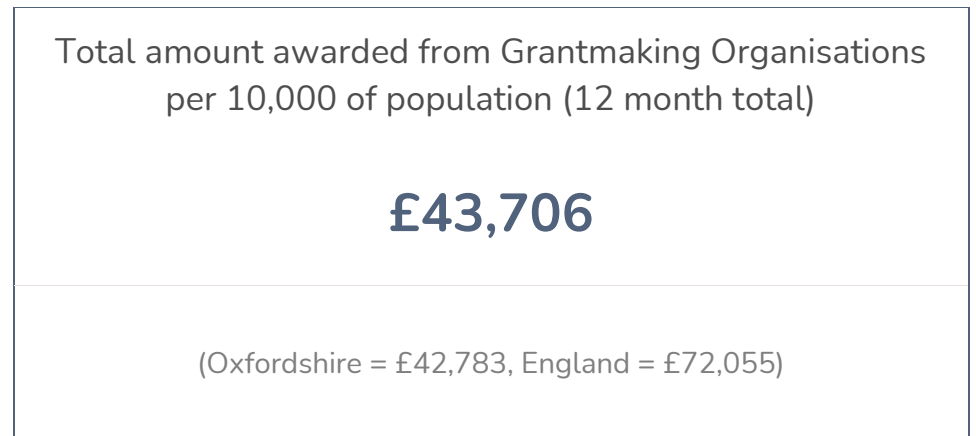 Total amount awarded from Grantmaking Organisations
per 10,000 of population (12 month total)
£43,706
(Oxfordshire = £42,783, England = £72,055)